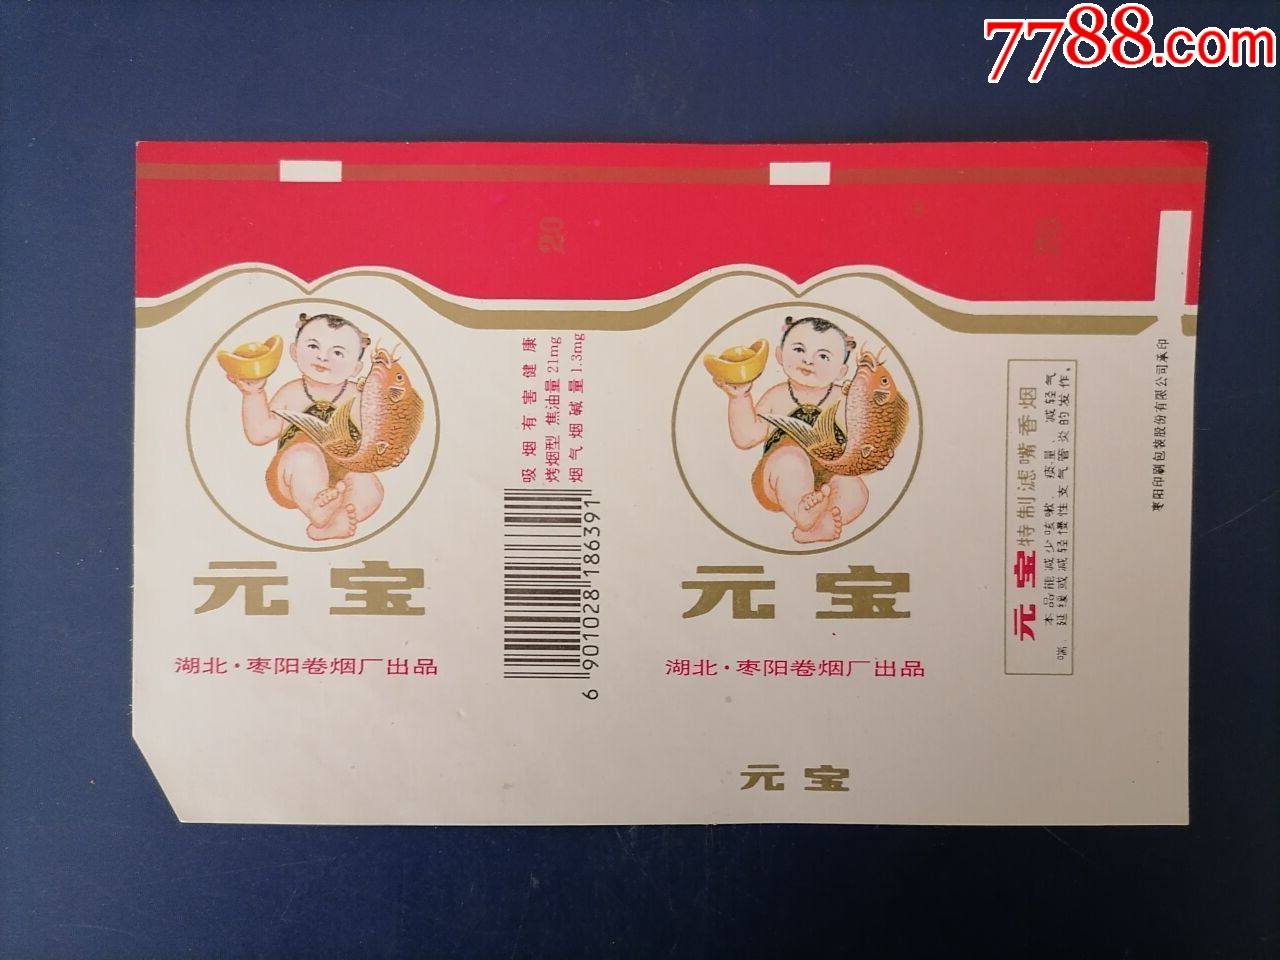 7788.com
20
20
元宝
湖北·枣阳卷烟厂出品
吸烟有害健康
烤烟型 焦油量 21mg
烟气烟碱量 1.3mg
6 901028 186391
元宝
湖北·枣阳卷烟厂出品
元宝
元宝特制滤嘴香烟
本品能减少咳嗽、痰量、减轻气
喘、延缓或减轻慢性支气管炎的发作。
枣阳印刷包装股份有限公司承印